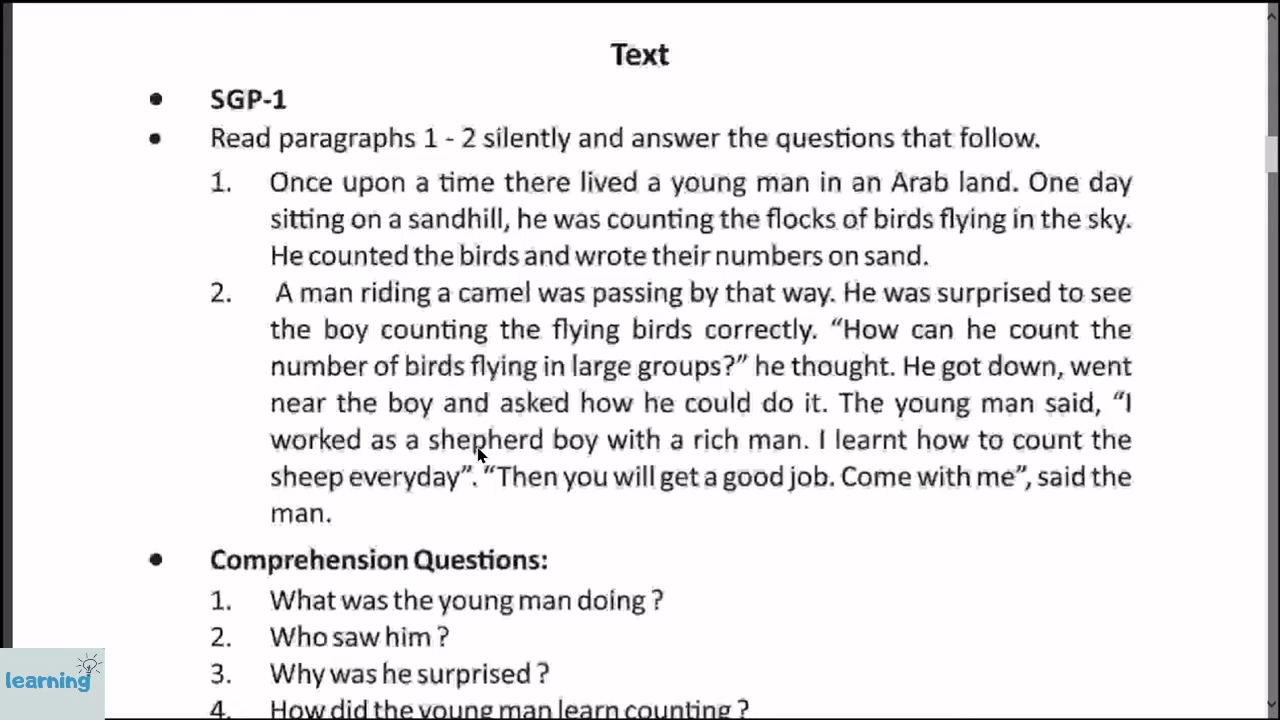 Text
• SGP-1
• Read paragraphs 1 - 2 silently and answer the questions that follow.
1. Once upon a time there lived a young man in an Arab land. One day
sitting on a sandhill, he was counting the flocks of birds flying in the sky.
He counted the birds and wrote their numbers on sand.
2. A man riding a camel was passing by that way. He was surprised to see
the boy counting the flying birds correctly. “How can he count the
number of birds flying in large groups?” he thought. He got down, went
near the boy and asked how he could do it. The young man said, “I
worked as a shepherd boy with a rich man. I learnt how to count the
sheep everyday”. “Then you will get a good job. Come with me”, said the
man.
• Comprehension Questions:
1. What was the young man doing ?
2. Who saw him ?
3. Why was he surprised ?
4. How did the young man learn counting ?
learning